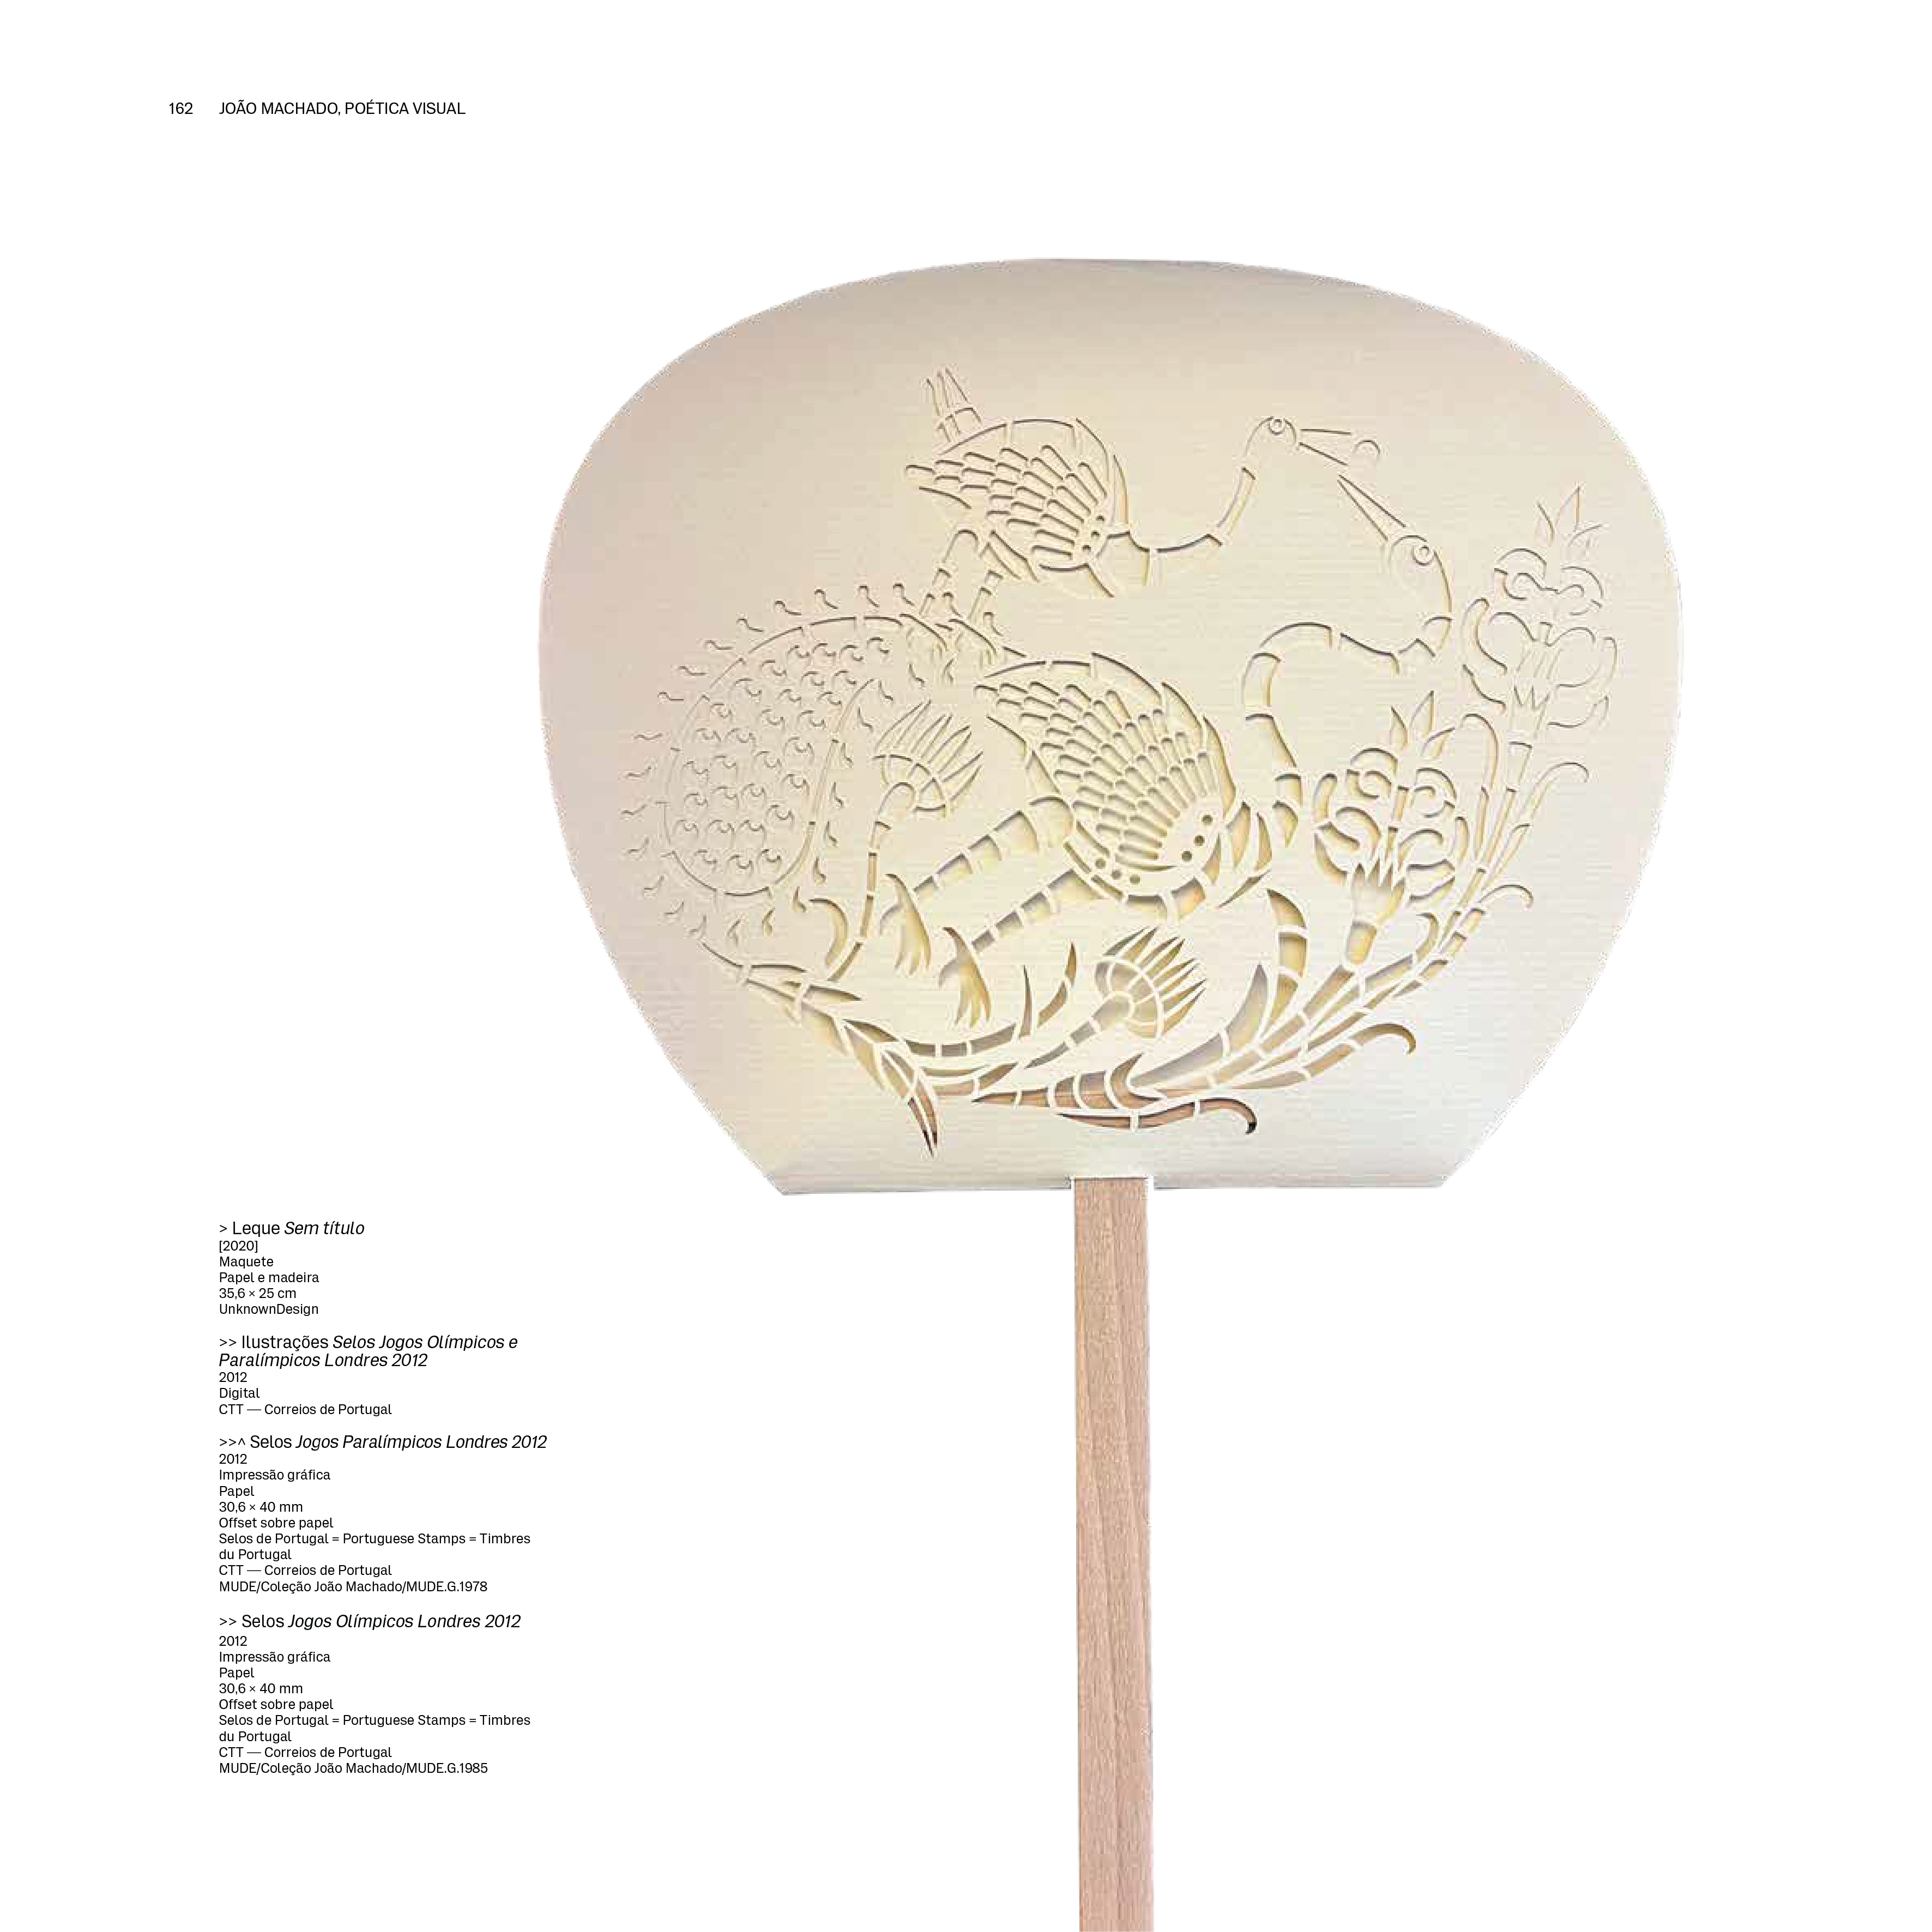 162 JOÃO MACHADO, POÉTICA VISUAL
> Leque Sem título
[2020]
Maquete
Papel e madeira
35,6 × 25 cm
UnknownDesign
>> Ilustrações Selos Jogos Olímpicos e
Paralímpicos Londres 2012
2012
Digital
CTT — Correios de Portugal
>>^ Selos Jogos Paralímpicos Londres 2012
2012
Impressão gráfica
Papel
30,6 × 40 mm
Offset sobre papel
Selos de Portugal = Portuguese Stamps = Timbres
du Portugal
CTT — Correios de Portugal
MUDE/Coleção João Machado/MUDE.G.1978
>> Selos Jogos Olímpicos Londres 2012
2012
Impressão gráfica
Papel
30,6 × 40 mm
Offset sobre papel
Selos de Portugal = Portuguese Stamps = Timbres
du Portugal
CTT — Correios de Portugal
MUDE/Coleção João Machado/MUDE.G.1985